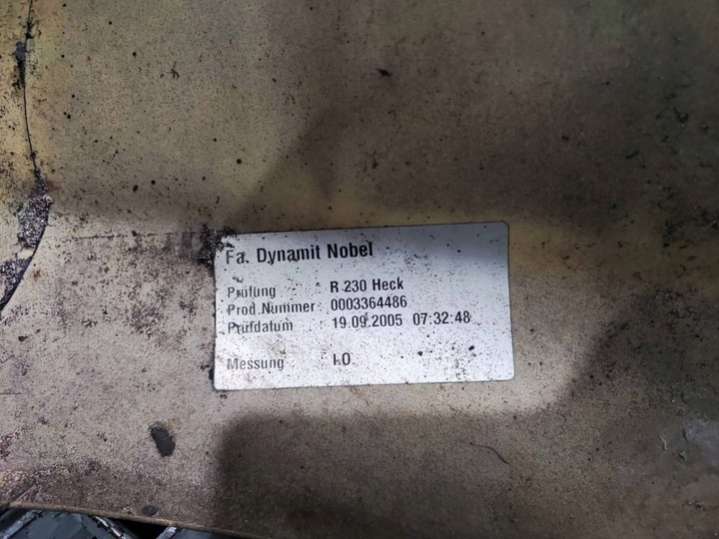 Fa. Dynamit Nobel
Prüfung : R 230 Heck
Prod.Nummer : 0003364486
Prüfdatum : 19.09.2005 07:32:48
Messung : I.O